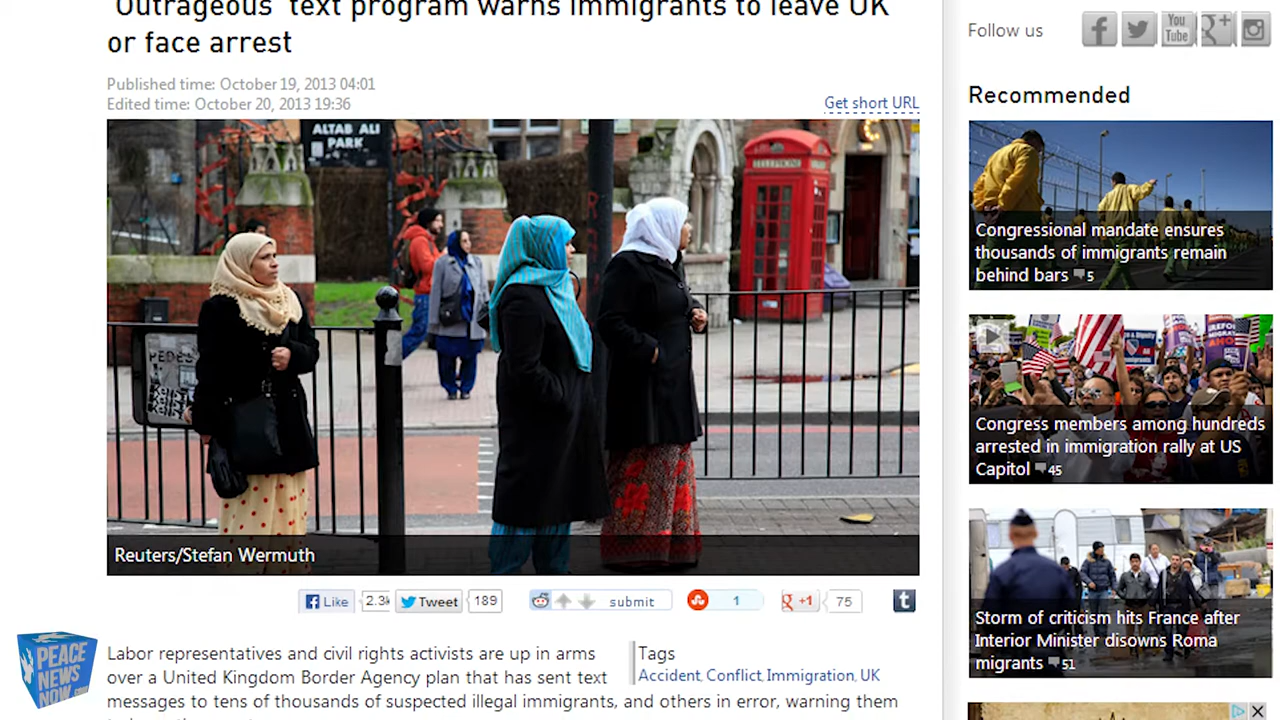 'Outrageous' text program warns immigrants to leave UK
or face arrest
Published time: October 19, 2013 04:01
Edited time: October 20, 2013 19:36
Get short URL
ALTAB ALI
PARK
TELEPHONE
Reuters/Stefan Wermuth
Like
2.3k
Tweet
189
submit
1
+1
75
Labor representatives and civil rights activists are up in arms
over a United Kingdom Border Agency plan that has sent text
messages to tens of thousands of suspected illegal immigrants, and others in error, warning them
Tags
Accident, Conflict, Immigration, UK
PEACE
NEWS
NOW.COM
Follow us
You
Tube
Recommended
Congressional mandate ensures
thousands of immigrants remain
behind bars 5
Congress members among hundreds
arrested in immigration rally at US
Capitol 45
Storm of criticism hits France after
Interior Minister disowns Roma
migrants 51